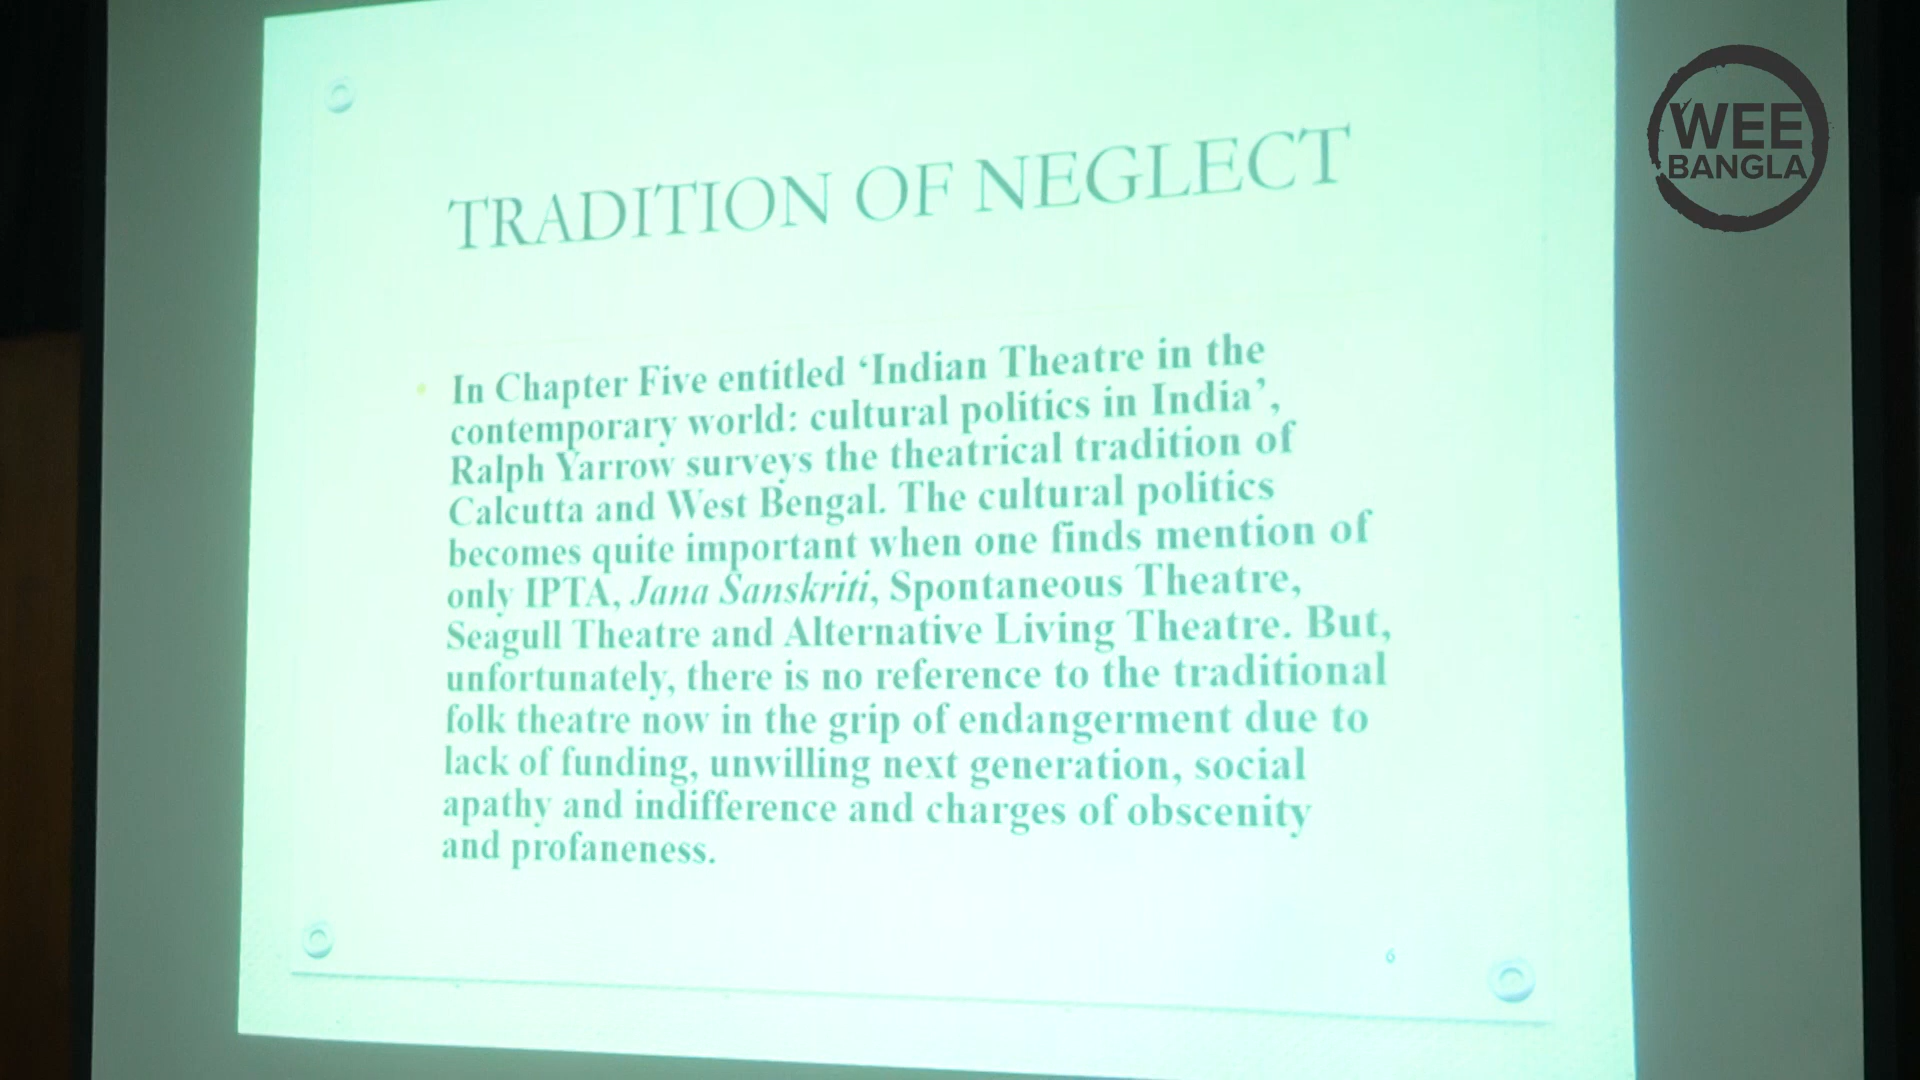 WEE
BANGLA
TRADITION OF NEGLECT
• In Chapter Five entitled ‘Indian Theatre in the
contemporary world: cultural politics in India’,
Ralph Yarrow surveys the theatrical tradition of
Calcutta and West Bengal. The cultural politics
becomes quite important when one finds mention of
only IPTA, Jana Sanskriti, Spontaneous Theatre,
Seagull Theatre and Alternative Living Theatre. But,
unfortunately, there is no reference to the traditional
folk theatre now in the grip of endangerment due to
lack of funding, unwilling next generation, social
apathy and indifference and charges of obscenity
and profaneness.
6